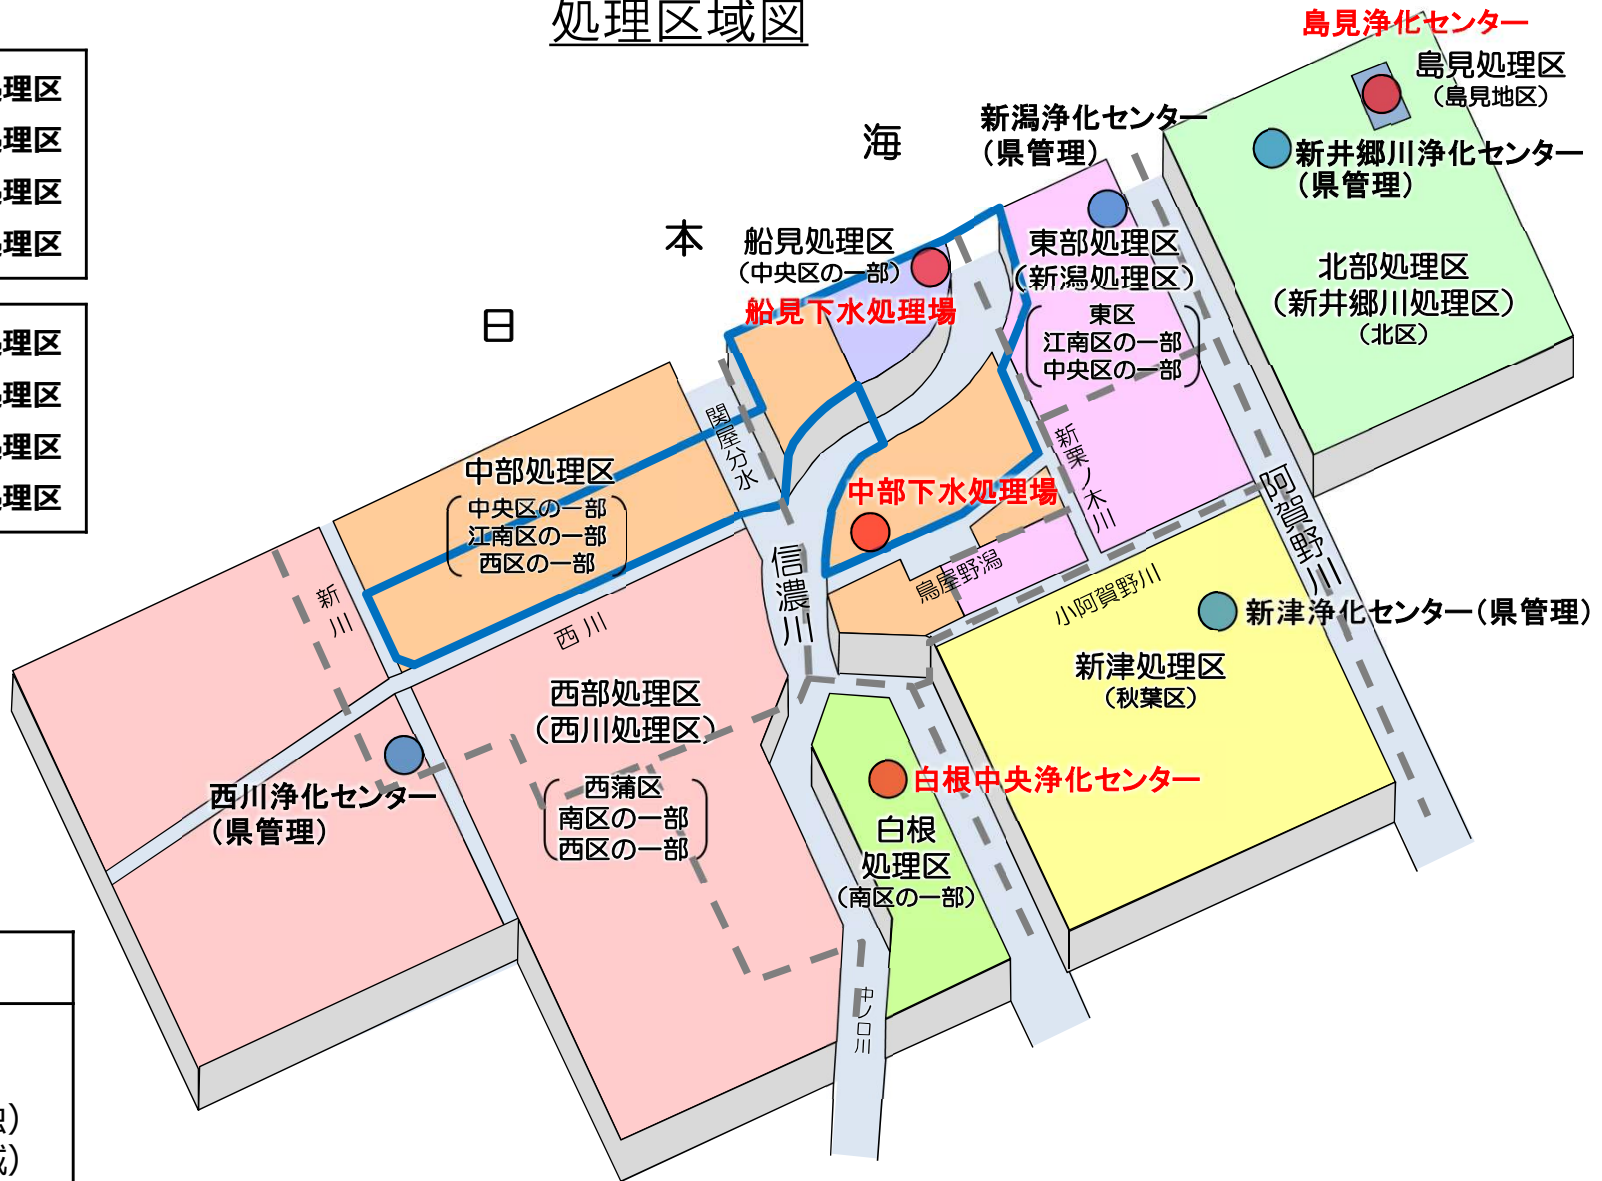 処理区域図
理区
理区
理区
理区
理区
理区
理区
理区
日
本
海
島見浄化センター
島見処理区
（島見地区）
新潟浄化センター
（県管理）
新井郷川浄化センター
（県管理）
北部処理区
（新井郷川処理区）
（北区）
船見処理区
（中央区の一部）
船見下水処理場
東部処理区
（新潟処理区）
東区
江南区の一部
中央区の一部
関屋分水
中部処理区
中央区の一部
江南区の一部
西区の一部
中部下水処理場
新栗ノ木川
阿賀野川
信濃川
鳥屋野潟
小阿賀野川
新川
西川
新津浄化センター（県管理）
新津処理区
（秋葉区）
西部処理区
（西川処理区）
西蒲区
南区の一部
西区の一部
西川浄化センター
（県管理）
白根中央浄化センター
白根
処理区
（南区の一部）
中ノ口川